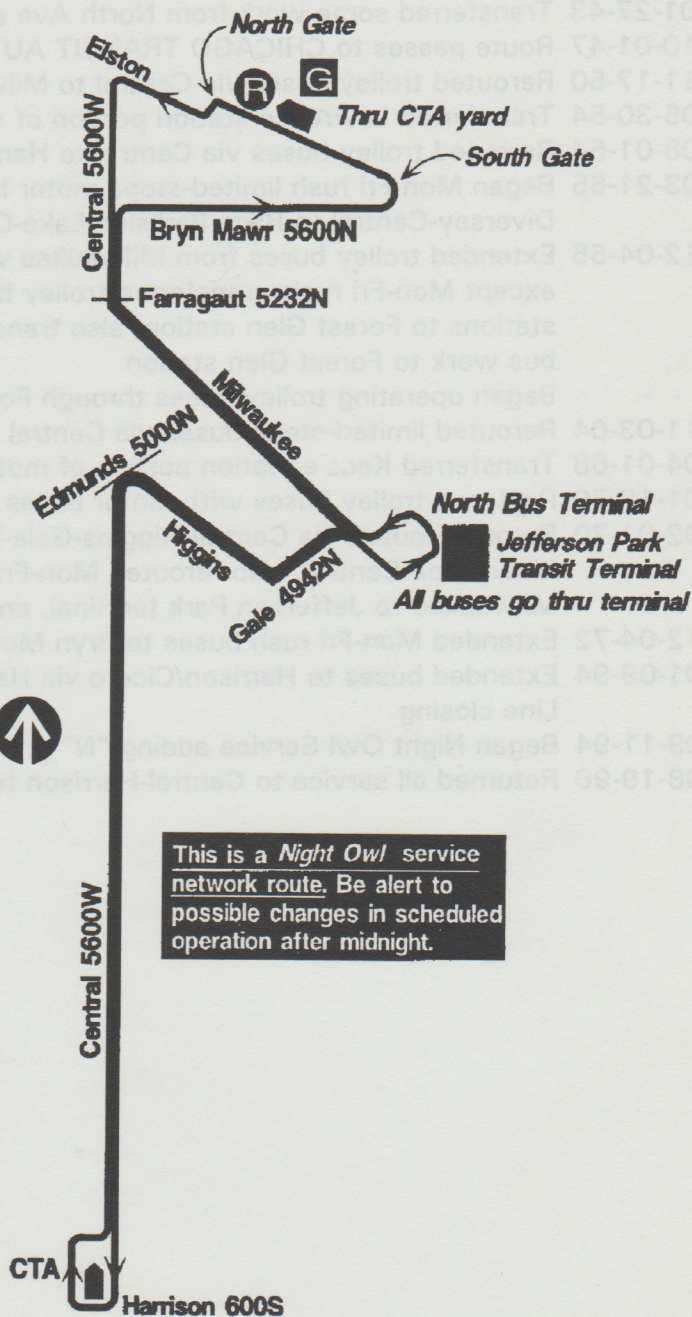 North Gate
Elston
R
G
Thru CTA yard
South Gate
Central 5600W
Bryn Mawr 5600N
Farragaut 5232N
Milwaukee
Edmunds 5000N
Higgins
Gale 4942N
North Bus Terminal
Jefferson Park
Transit Terminal
All buses go thru terminal
This is a Night Owl service
network route. Be alert to
possible changes in scheduled
operation after midnight.
Central 5600W
CTA
Harrison 600S